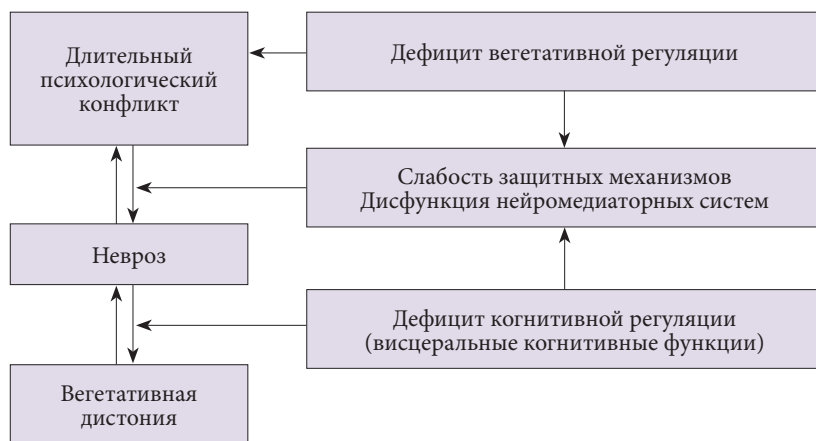 Длительный
психологический
конфликт
Дефицит вегетативной регуляции
Слабость защитных механизмов
Дисфункция нейромедиаторных систем
Невроз
Дефицит когнитивной регуляции
(висцеральные когнитивные функции)
Вегетативная
дистония